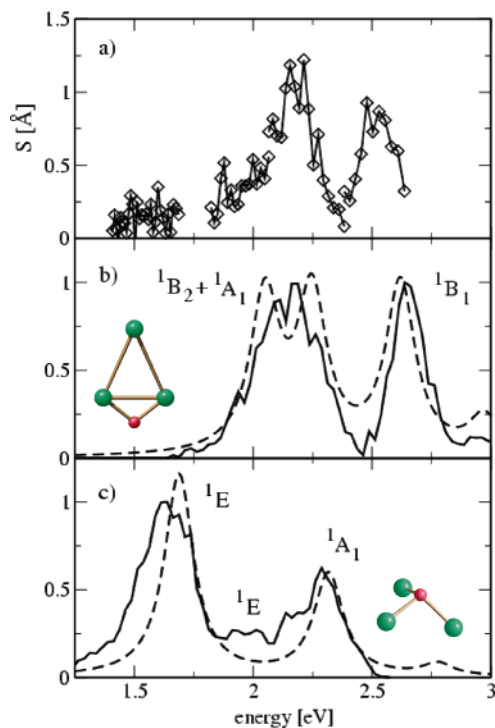 a)
1.5
1
0.5
0
S [Å]
b)
¹B₂ + ¹A₁
¹B₁
1
0.5
0
c)
¹E
¹E
¹A₁
1
0.5
0
1.5 2 2.5 3
energy [eV]